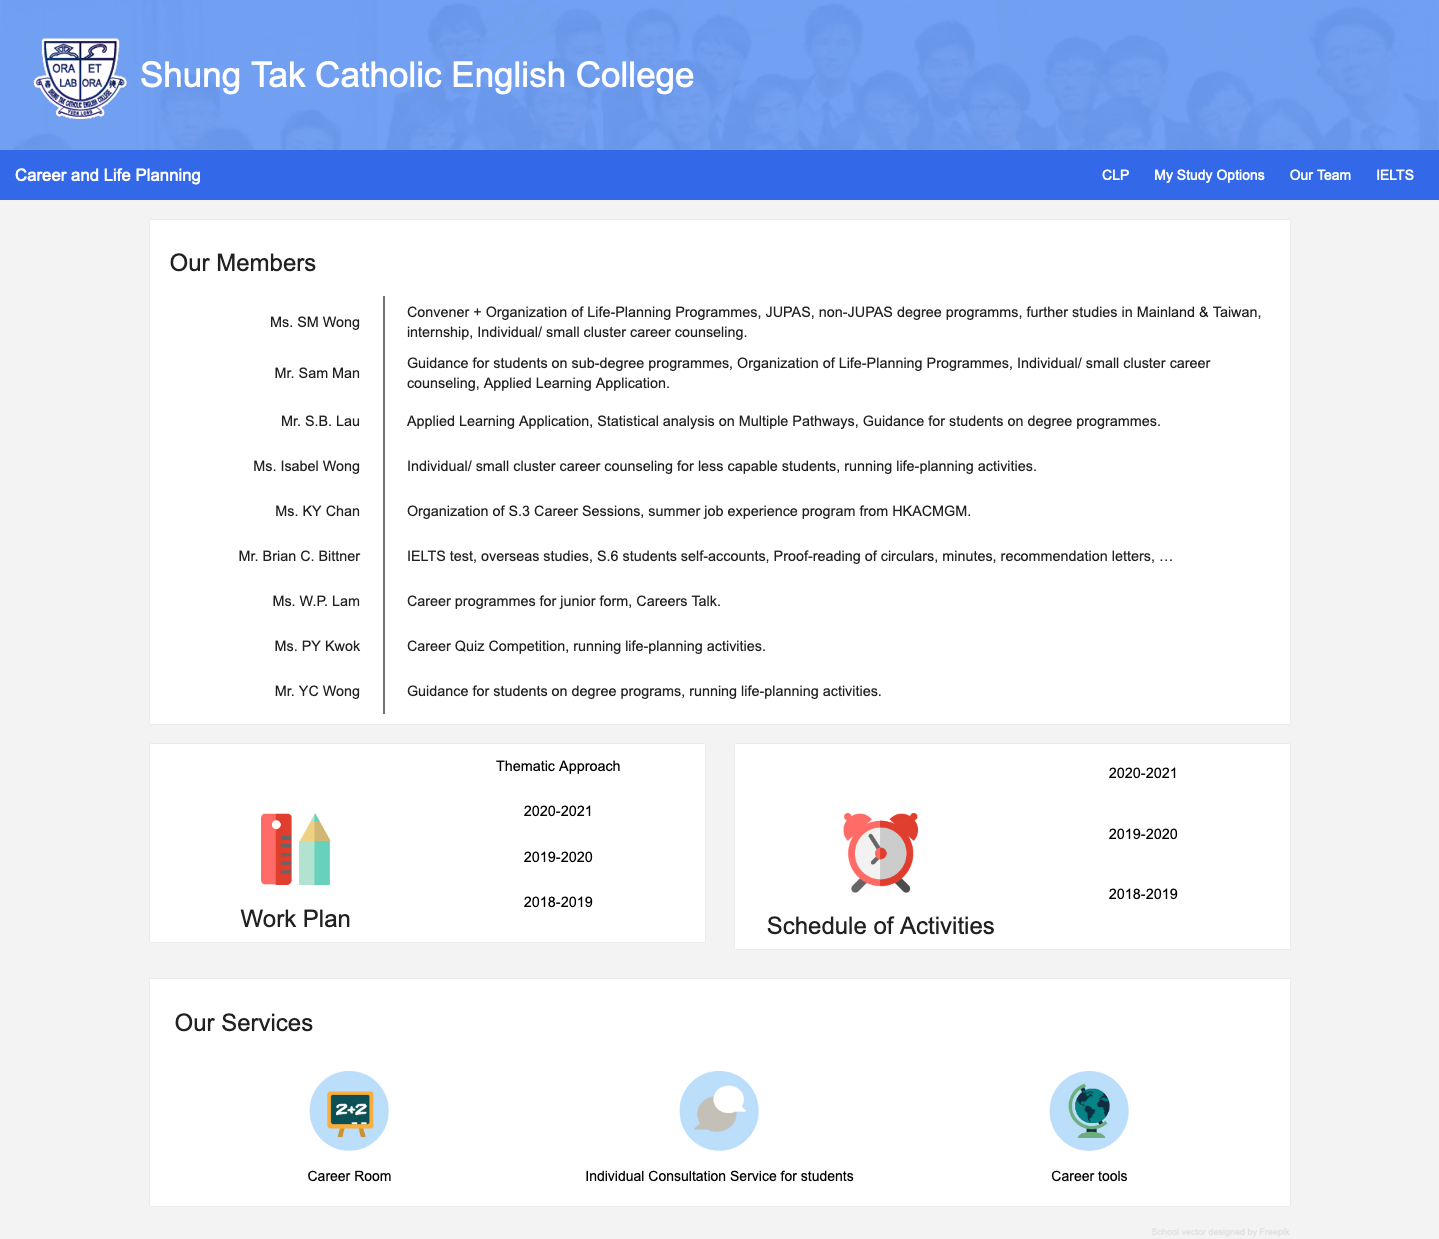 ORA ET
LAB ORA
SHUNG TAK CATHOLIC ENGLISH COLLEGE
Shung Tak Catholic English College
Career and Life Planning
CLP
My Study Options
Our Team
IELTS
Our Members
Ms. SM Wong
Convener + Organization of Life-Planning Programmes, JUPAS, non-JUPAS degree programms, further studies in Mainland & Taiwan,
internship, Individual/ small cluster career counseling.
Mr. Sam Man
Guidance for students on sub-degree programmes, Organization of Life-Planning Programmes, Individual/ small cluster career
counseling, Applied Learning Application.
Mr. S.B. Lau
Applied Learning Application, Statistical analysis on Multiple Pathways, Guidance for students on degree programmes.
Ms. Isabel Wong
Individual/ small cluster career counseling for less capable students, running life-planning activities.
Ms. KY Chan
Organization of S.3 Career Sessions, summer job experience program from HKACMGM.
Mr. Brian C. Bittner
IELTS test, overseas studies, S.6 students self-accounts, Proof-reading of circulars, minutes, recommendation letters, …
Ms. W.P. Lam
Career programmes for junior form, Careers Talk.
Ms. PY Kwok
Career Quiz Competition, running life-planning activities.
Mr. YC Wong
Guidance for students on degree programs, running life-planning activities.
Work Plan
Thematic Approach
2020-2021
2019-2020
2018-2019
Schedule of Activities
2020-2021
2019-2020
2018-2019
Our Services
2+2
Career Room
Individual Consultation Service for students
Career tools
School vector designed by Freepik